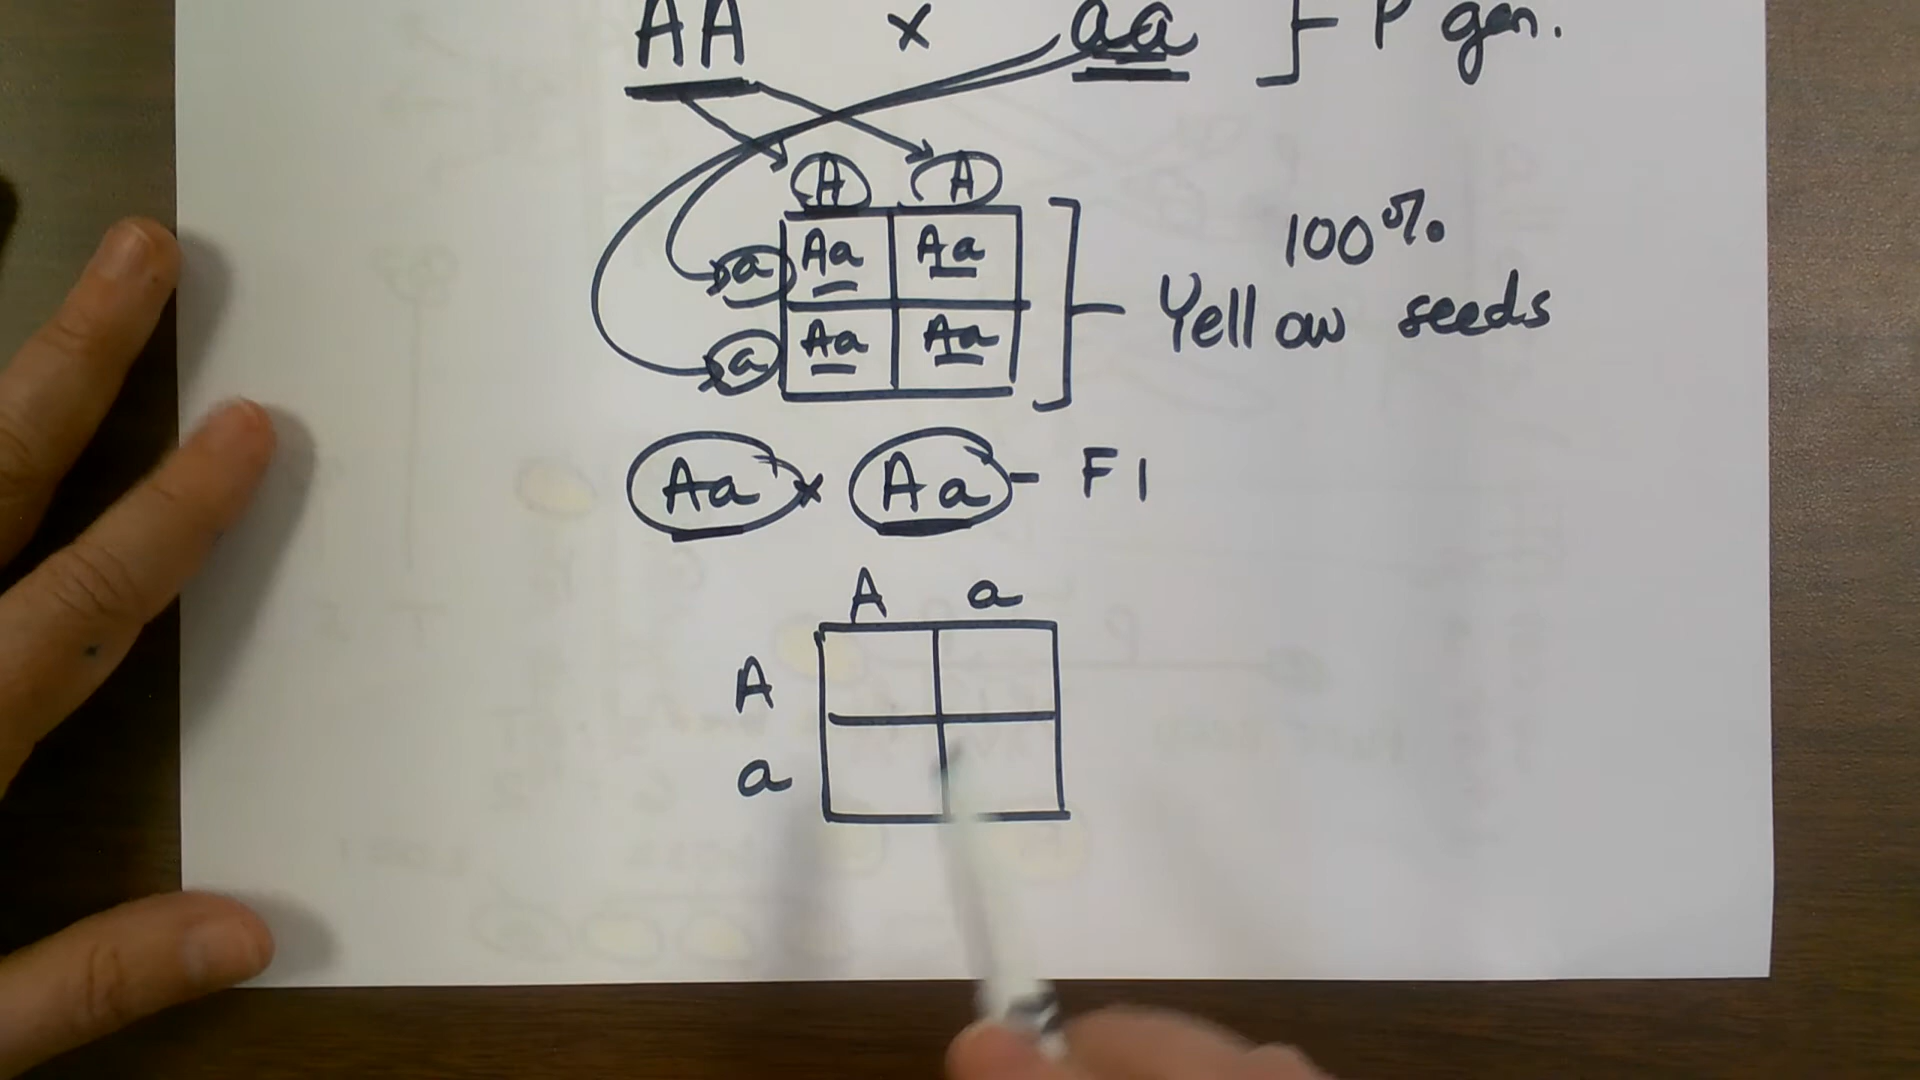 AA x aa } P gen.
A A
a Aa Aa
a Aa Aa
100%
Yellow seeds
Aa x Aa - F1
A a
A
a